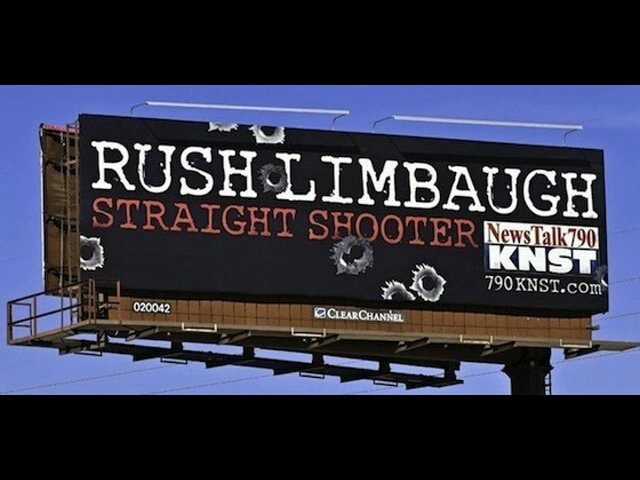 RUSH LIMBAUGH
STRAIGHT SHOOTER
NewsTalk790
KNST
790KNST.com
020042
CLEARCHANNEL